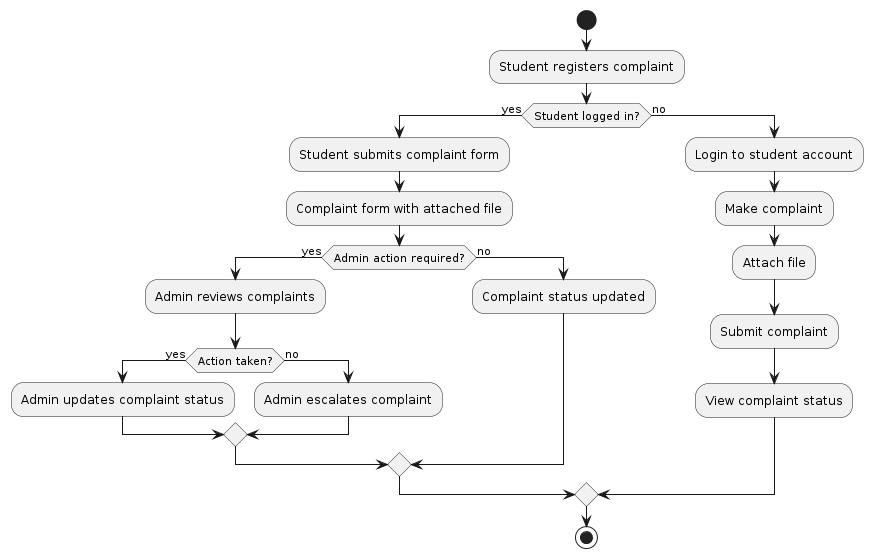 Student registers complaint
yes
Student logged in?
no
Student submits complaint form
Login to student account
Complaint form with attached file
Make complaint
yes
Admin action required?
no
Attach file
Admin reviews complaints
Complaint status updated
Submit complaint
yes
Action taken?
no
Admin updates complaint status
Admin escalates complaint
View complaint status